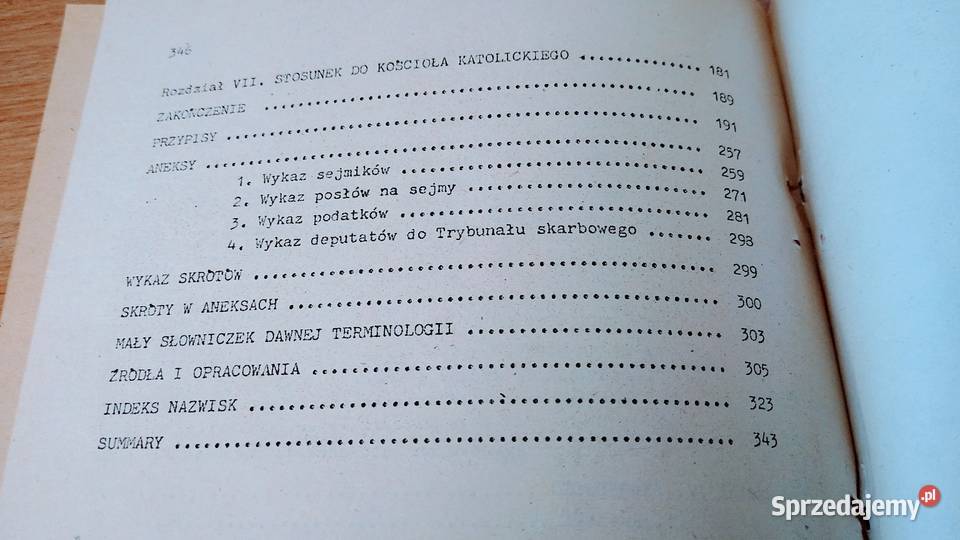 346
Rozdział VII. STOSUNEK DO KOŚCIOŁA KATOLICKIEGO .............. 181
ZAKOŃCZENIE .............. 189
PRZYPISY .............. 191
ANEKSY .............. 257
1. Wykaz sejmików .............. 259
2. Wykaz posłów na sejmy .............. 271
3. Wykaz podatków .............. 281
4. Wykaz deputatów do Trybunału skarbowego ....... 293
WYKAZ SKRÓTÓW .............. 299
SKRÓTY W ANEKSACH .............. 300
MAŁY SŁOWNICZEK DAWNEJ TERMINOLOGII .............. 303
ŹRÓDŁA I OPRACOWANIA .............. 305
INDEKS NAZWISK .............. 323
SUMMARY .............. 343
Sprzedajemy.pl